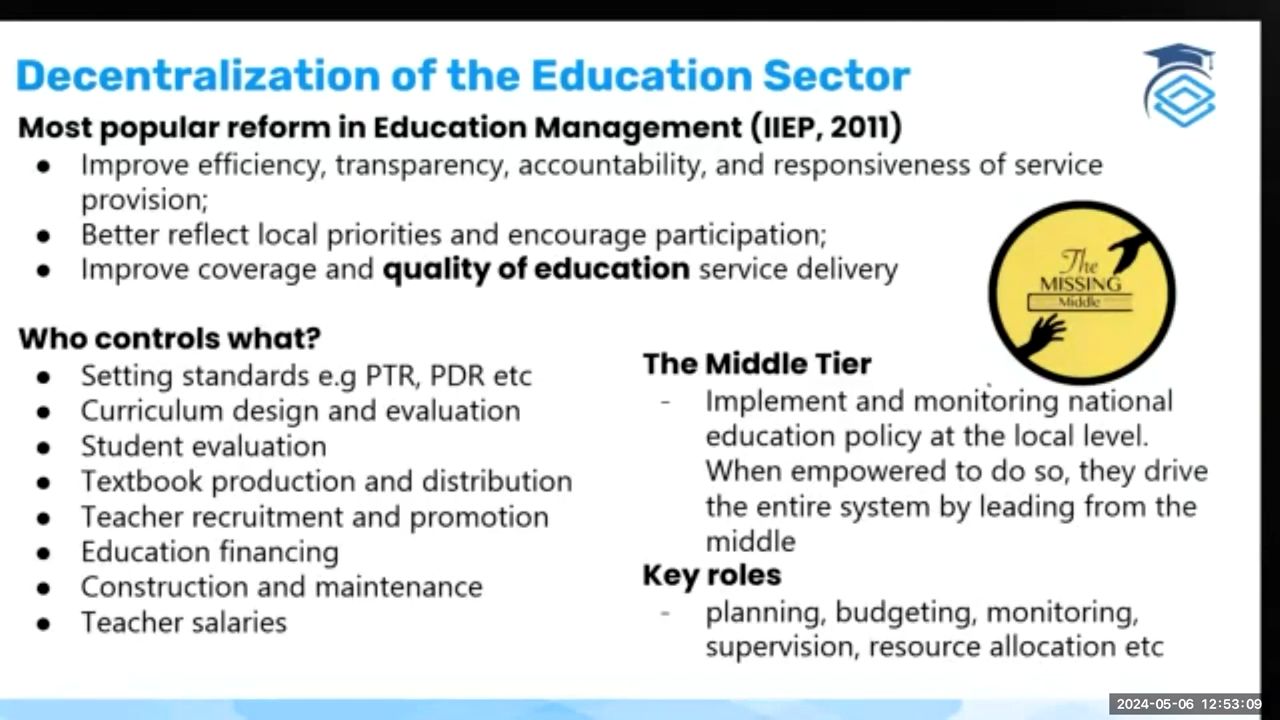 Decentralization of the Education Sector
Most popular reform in Education Management (IIEP, 2011)
● Improve efficiency, transparency, accountability, and responsiveness of service
provision;
● Better reflect local priorities and encourage participation;
● Improve coverage and quality of education service delivery
The
MISSING
Middle
Who controls what?
● Setting standards e.g PTR, PDR etc
● Curriculum design and evaluation
● Student evaluation
● Textbook production and distribution
● Teacher recruitment and promotion
● Education financing
● Construction and maintenance
● Teacher salaries
The Middle Tier
- Implement and monitoring national
education policy at the local level.
When empowered to do so, they drive
the entire system by leading from the
middle
Key roles
- planning, budgeting, monitoring,
supervision, resource allocation etc
2024-05-06 12:53:09